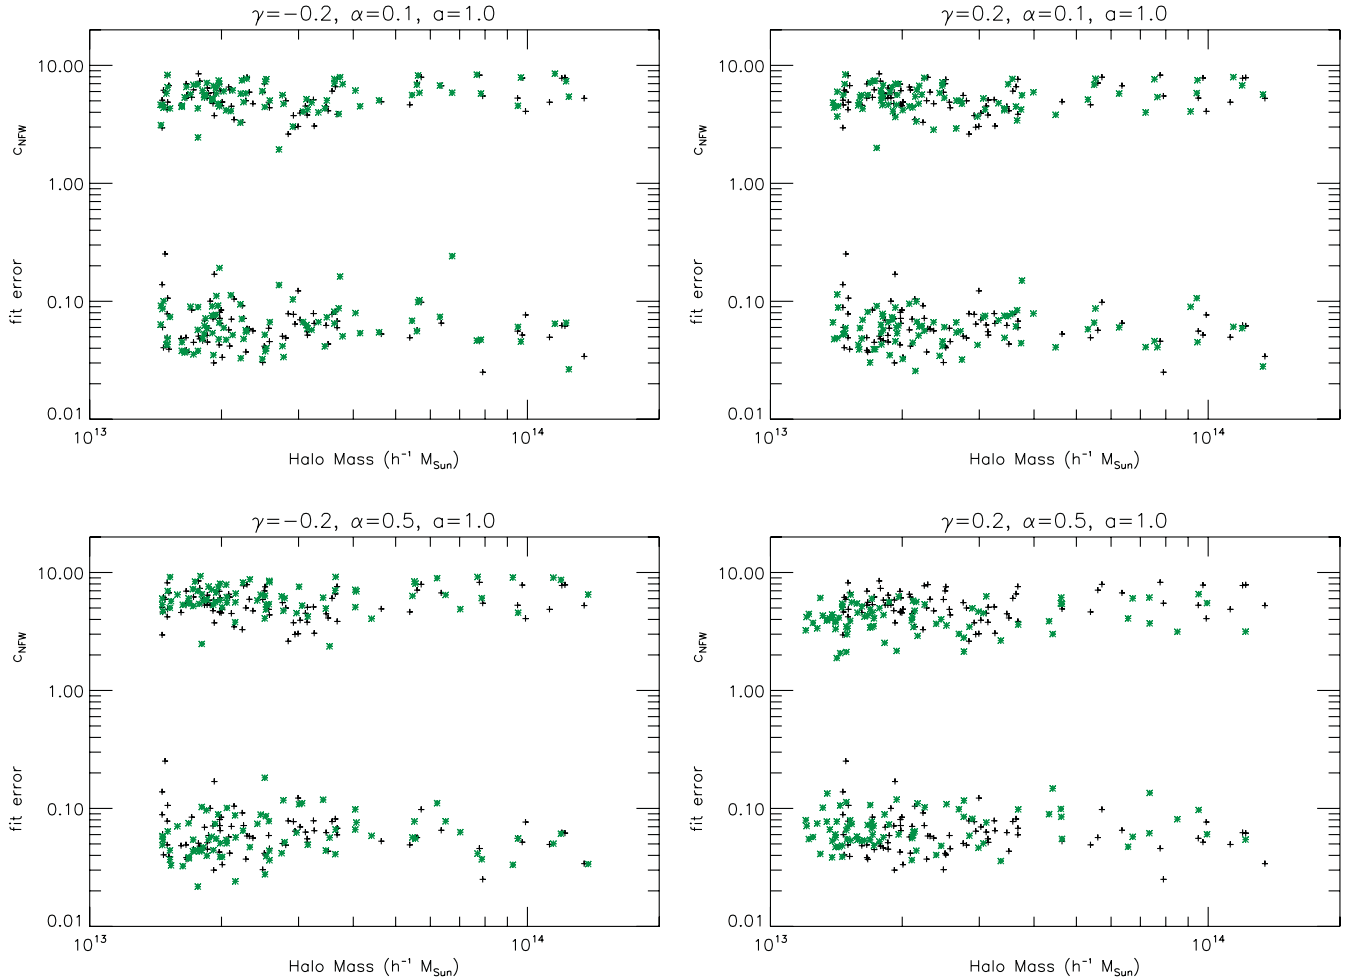 γ=−0.2, α=0.1, a=1.0
10.00
c_NFW
1.00
fit error
0.10
0.01
10^13
10^14
Halo Mass (h^−1 M_Sun)
γ=0.2, α=0.1, a=1.0
10.00
c_NFW
1.00
fit error
0.10
0.01
10^13
10^14
Halo Mass (h^−1 M_Sun)
γ=−0.2, α=0.5, a=1.0
10.00
c_NFW
1.00
fit error
0.10
0.01
10^13
10^14
Halo Mass (h^−1 M_Sun)
γ=0.2, α=0.5, a=1.0
10.00
c_NFW
1.00
fit error
0.10
0.01
10^13
10^14
Halo Mass (h^−1 M_Sun)